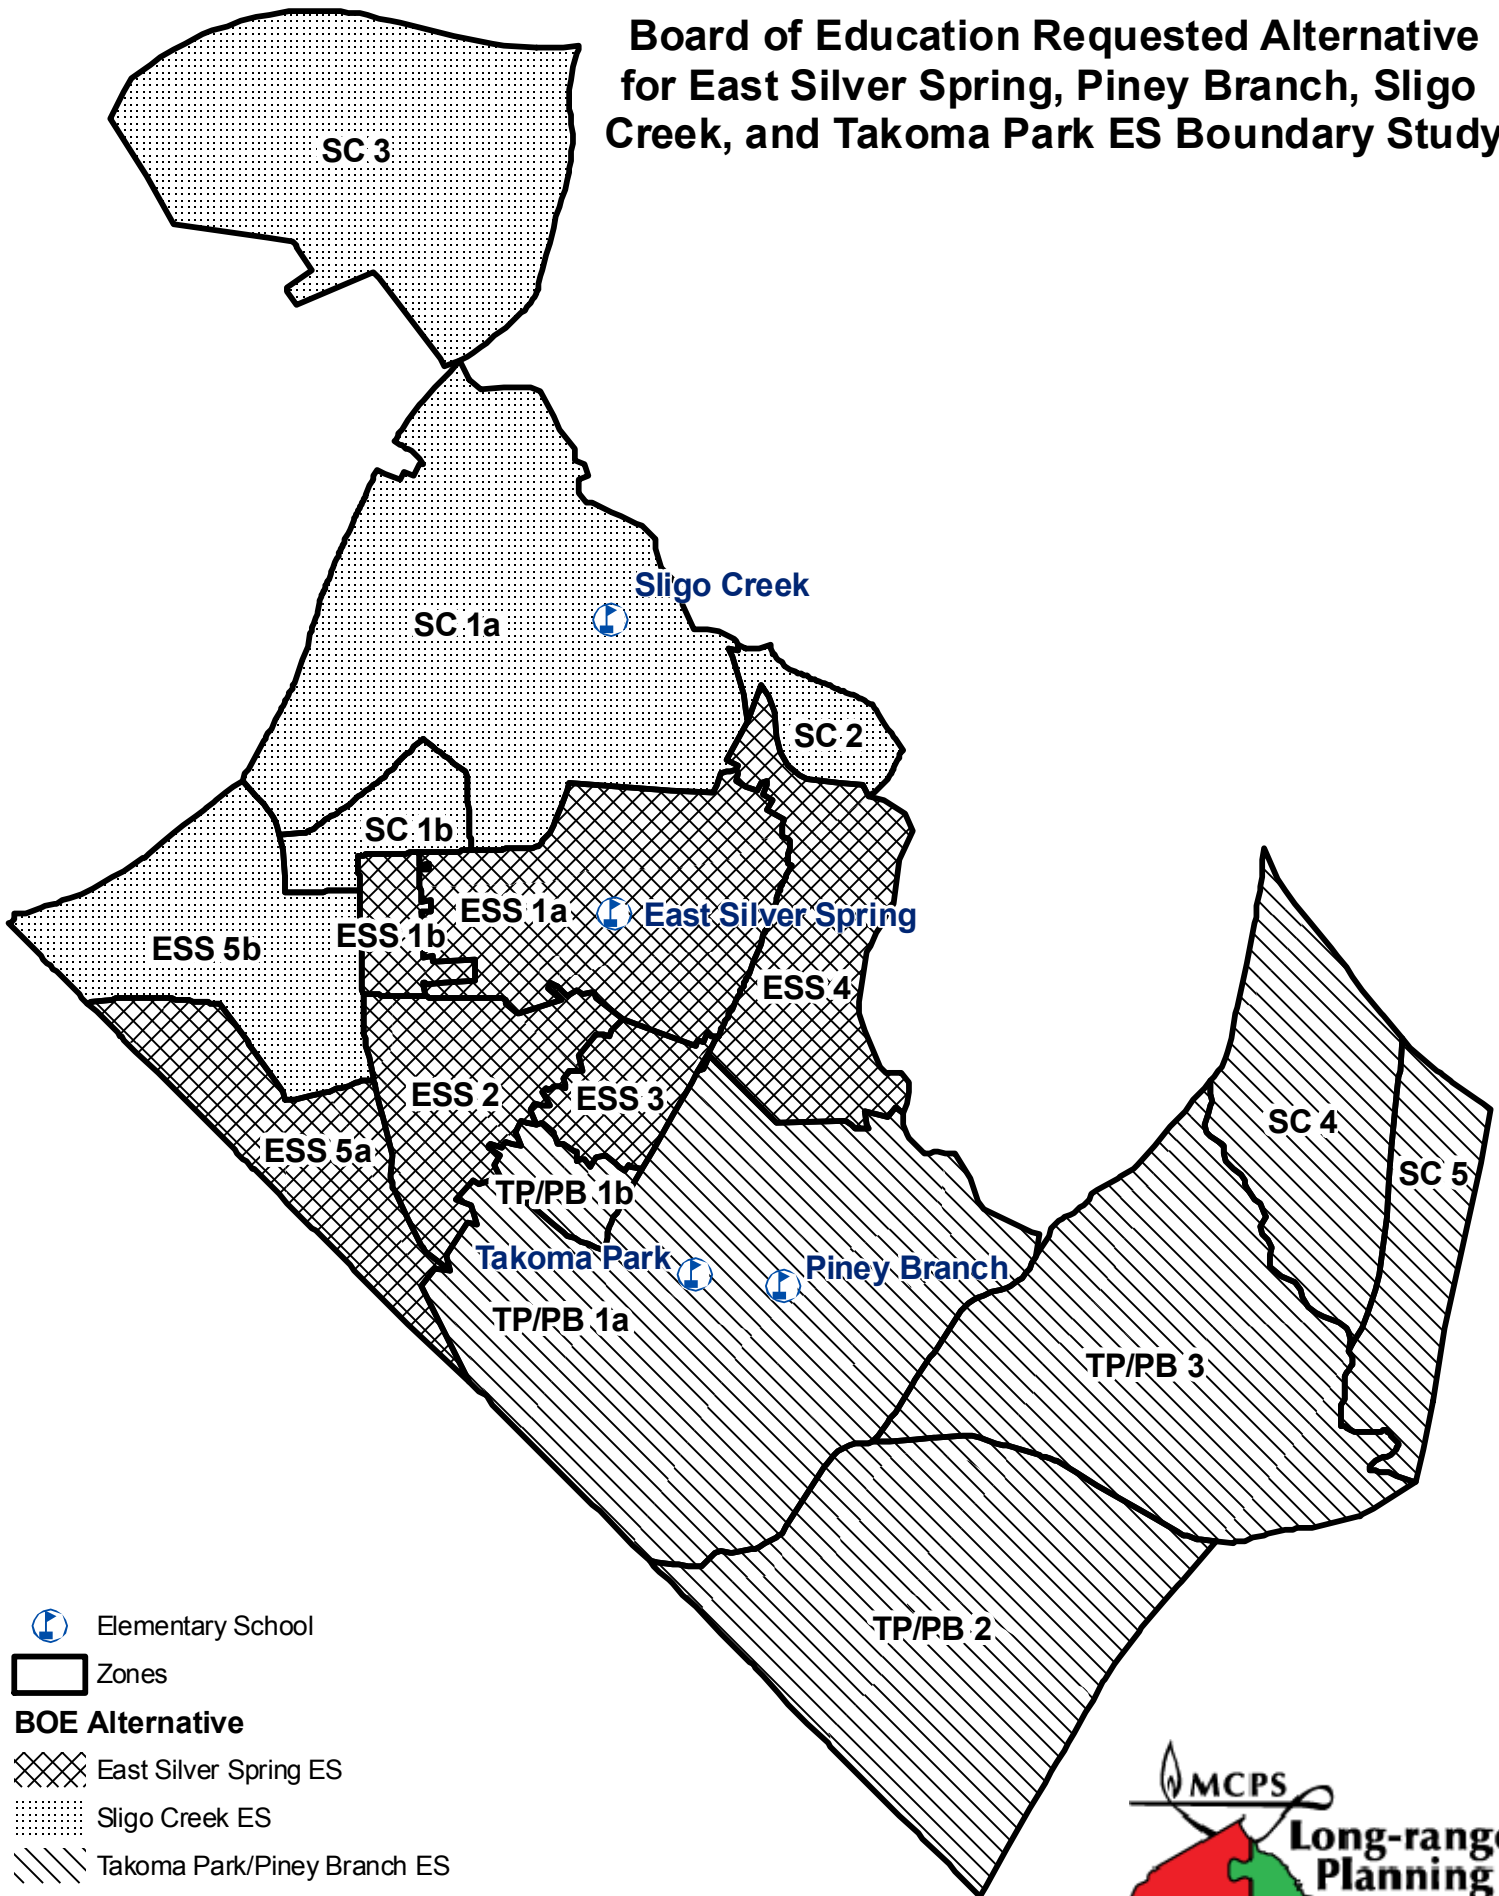 Board of Education Requested Alternative
for East Silver Spring, Piney Branch, Sligo
Creek, and Takoma Park ES Boundary Study
SC 3
Sligo Creek
SC 1a
SC 2
SC 1b
ESS 1a
East Silver Spring
ESS 1b
ESS 5b
ESS 4
ESS 2
ESS 3
SC 4
ESS 5a
SC 5
TP/PB 1b
Takoma Park
Piney Branch
TP/PB 1a
TP/PB 3
TP/PB 2
Elementary School
Zones
BOE Alternative
East Silver Spring ES
Sligo Creek ES
Takoma Park/Piney Branch ES
MCPS
Long-range
Planning